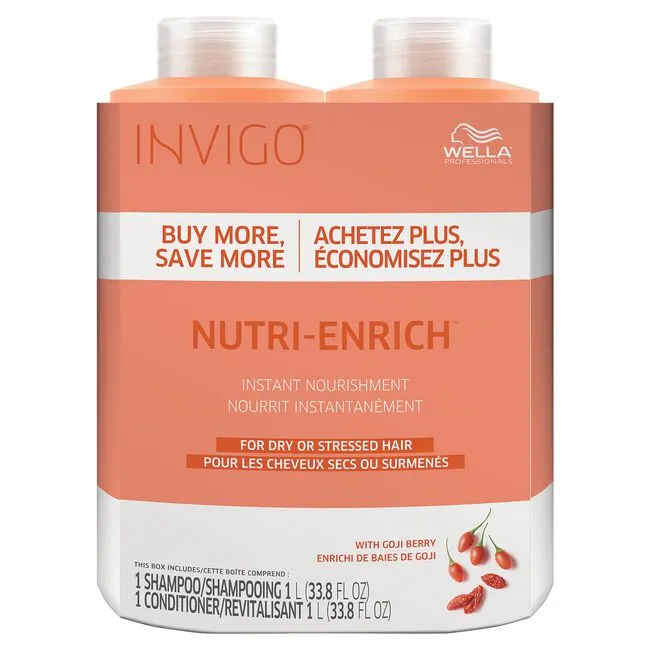 INVIGO®
WELLA
PROFESSIONALS
BUY MORE,
SAVE MORE
ACHETEZ PLUS,
ÉCONOMISEZ PLUS
NUTRI-ENRICH™
INSTANT NOURISHMENT
NOURRIT INSTANTANÉMENT
FOR DRY OR STRESSED HAIR
POUR LES CHEVEUX SECS OU SURMENÉS
WITH GOJI BERRY
ENRICHI DE BAIES DE GOJI
THIS BOX INCLUDES/CETTE BOÎTE COMPREND :
1 SHAMPOO/SHAMPOOING 1 L (33.8 FL OZ)
1 CONDITIONER/REVITALISANT 1 L (33.8 FL OZ)